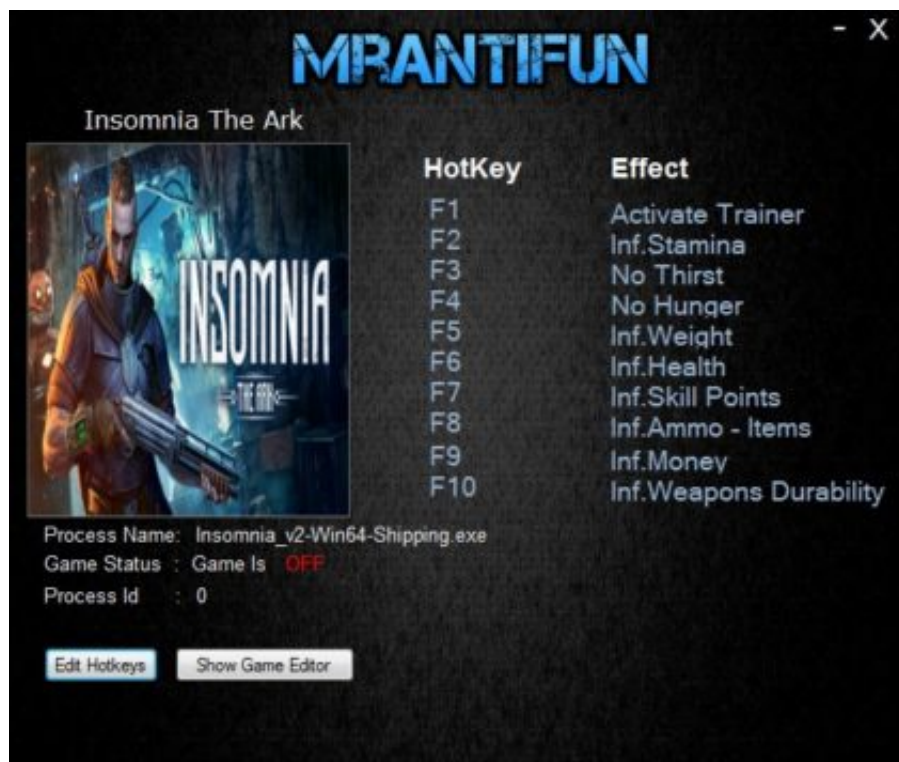 - X
MRANTIFUN
Insomnia The Ark
INSOMNIA
THE ARK
HotKey Effect
F1 Activate Trainer
F2 Inf.Stamina
F3 No Thirst
F4 No Hunger
F5 Inf.Weight
F6 Inf.Health
F7 Inf.Skill Points
F8 Inf.Ammo - Items
F9 Inf.Money
F10 Inf.Weapons Durability
Process Name: Insomnia_v2-Win64-Shipping.exe
Game Status : Game Is OFF
Process Id : 0
Edit Hotkeys Show Game Editor